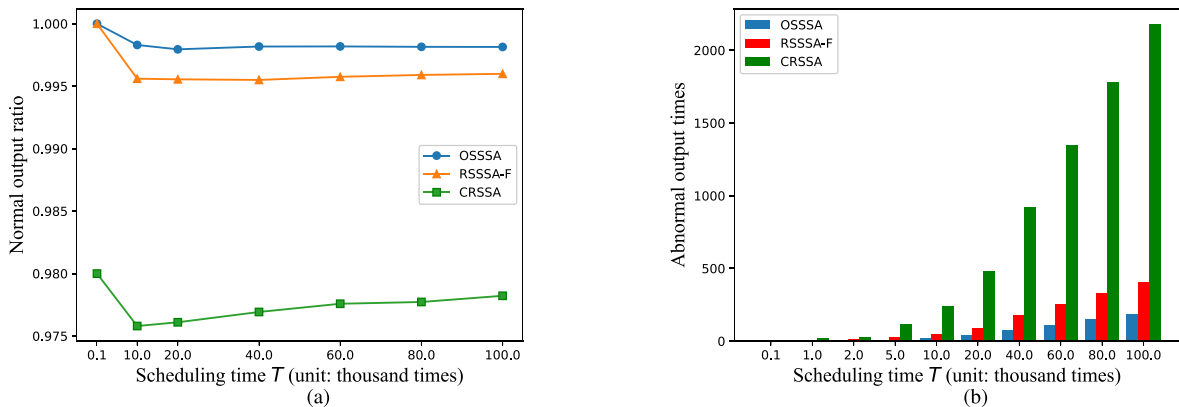 1.000
0.995
0.990
0.985
0.980
0.975
Normal output ratio
OSSSA
RSSSA-F
CRSSA
0.1 10.0 20.0 40.0 60.0 80.0 100.0
Scheduling time T (unit: thousand times)
(a)
2000
1500
1000
500
0
Abnormal output times
OSSSA
RSSSA-F
CRSSA
0.1 1.0 2.0 5.0 10.0 20.0 40.0 60.0 80.0 100.0
Scheduling time T (unit: thousand times)
(b)